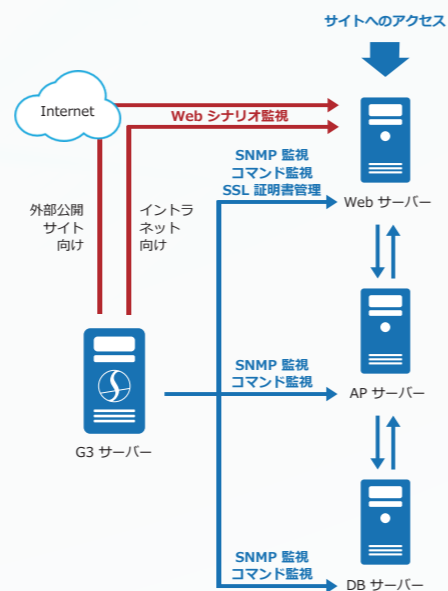 サイトへのアクセス
Internet
Web シナリオ監視
SNMP 監視
コマンド監視
SSL 証明書管理
Web サーバー
外部公開
サイト
向け
イントラ
ネット
向け
SNMP 監視
コマンド監視
AP サーバー
G3 サーバー
SNMP 監視
コマンド監視
DB サーバー